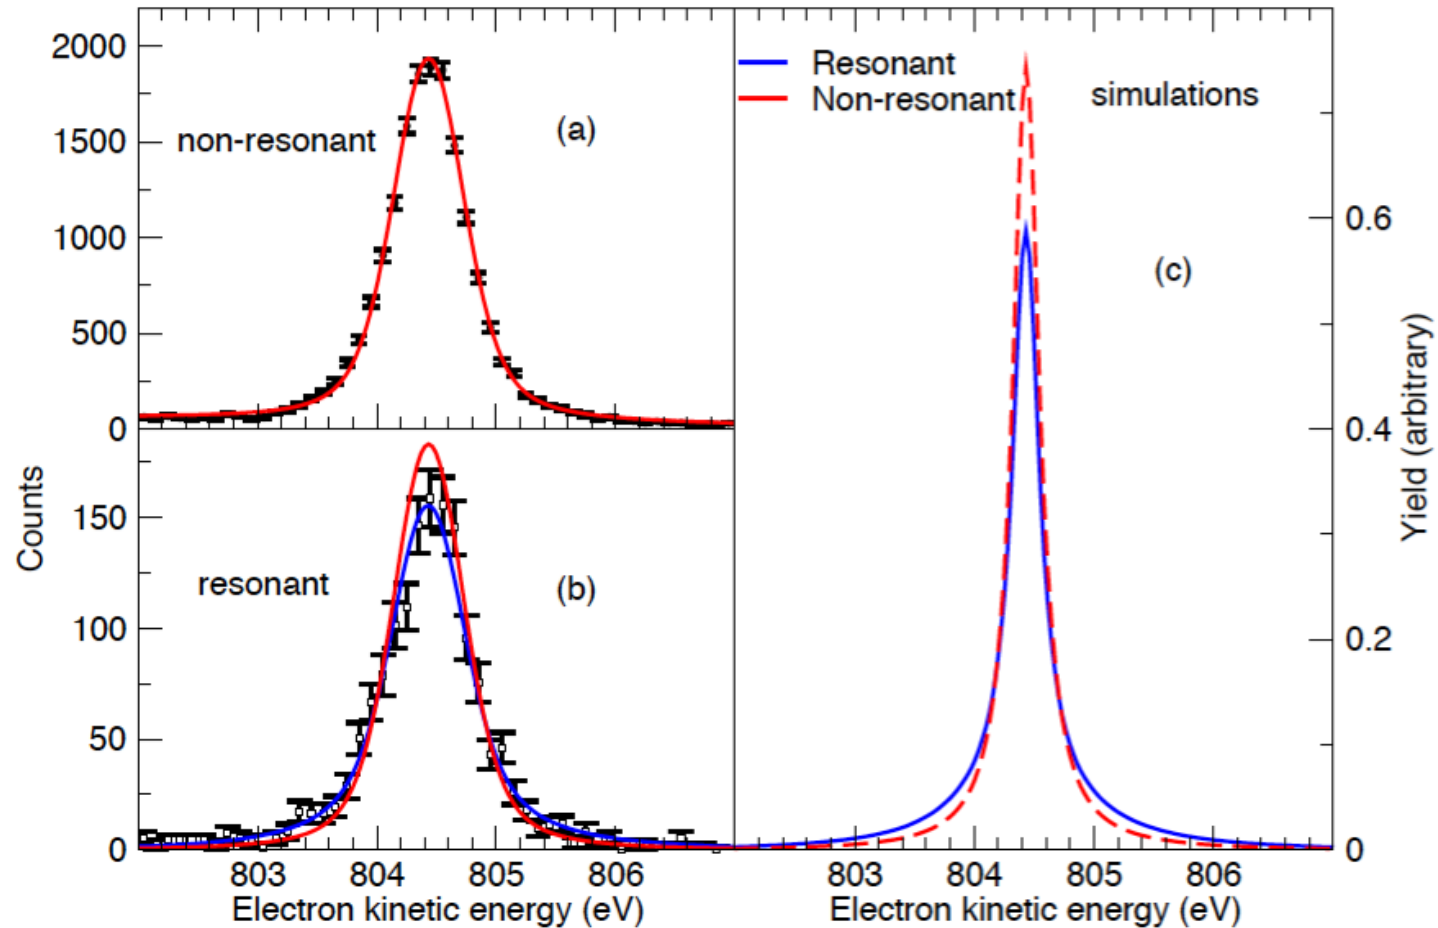 2000
1500
1000
500
0
non-resonant
(a)
150
100
50
0
resonant
(b)
Counts
803 804 805 806
Electron kinetic energy (eV)
Resonant
Non-resonant
simulations
(c)
0.6
0.4
0.2
0
Yield (arbitrary)
803 804 805 806
Electron kinetic energy (eV)